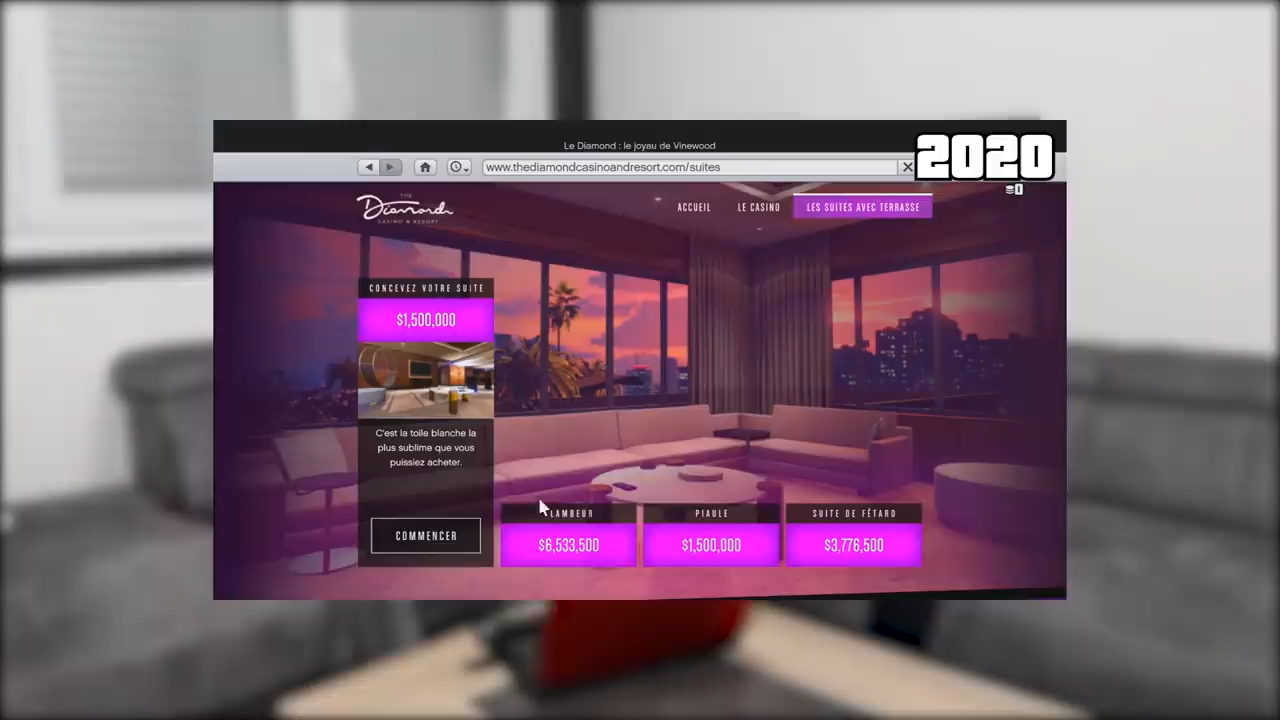 Le Diamond : le joyau de Vinewood
2020
www.thediamondcasinoandresort.com/suites
THE
Diamond
CASINO & RESORT
ACCUEIL
LE CASINO
LES SUITES AVEC TERRASSE
CONCEVEZ VOTRE SUITE
$1,500,000
C'est la toile blanche la
plus sublime que vous
puissiez acheter.
COMMENCER
LAMBEUR
$6,533,500
PIAULE
$1,500,000
SUITE DE FÊTARD
$3,776,500